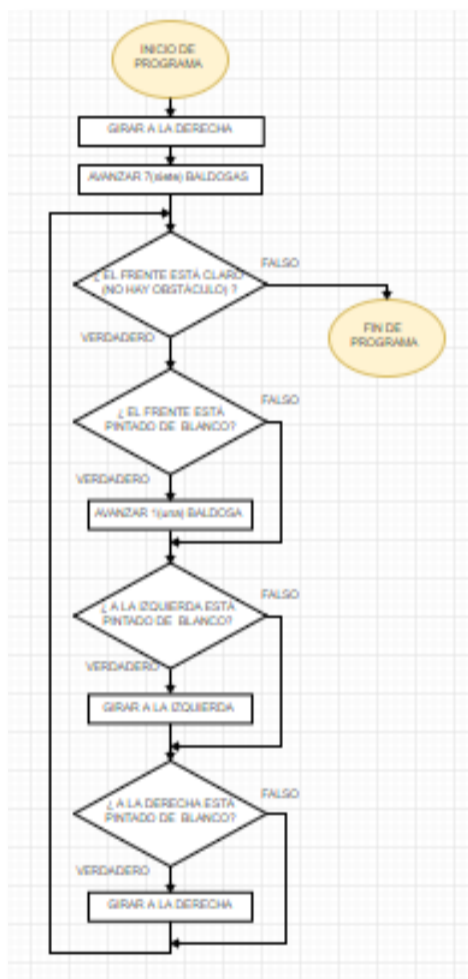 INICIO DE
PROGRAMA
GIRAR A LA DERECHA
AVANZAR 7(siete) BALDOSAS
¿ EL FRENTE ESTÁ CLARO
(NO HAY OBSTÁCULO) ?
FALSO
FIN DE
PROGRAMA
VERDADERO
¿ EL FRENTE ESTÁ
PINTADO DE BLANCO?
FALSO
VERDADERO
AVANZAR 1(una) BALDOSA
¿ A LA IZQUIERDA ESTÁ
PINTADO DE BLANCO?
FALSO
VERDADERO
GIRAR A LA IZQUIERDA
¿ A LA DERECHA ESTÁ
PINTADO DE BLANCO?
FALSO
VERDADERO
GIRAR A LA DERECHA